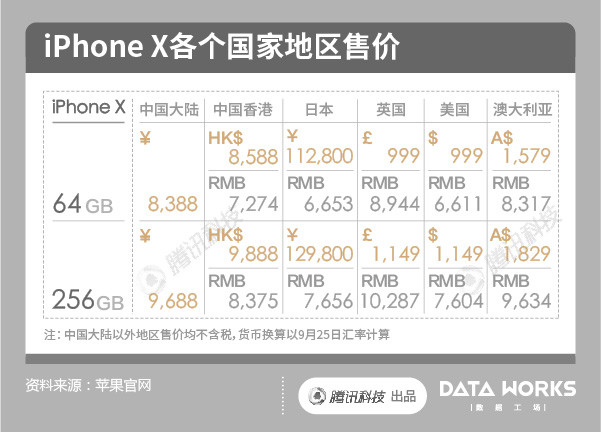 iPhone X各个国家地区售价
iPhone X 中国大陆 中国香港 日本 英国 美国 澳大利亚
¥ HK$ ¥ £ $ A$
8,588 112,800 999 999 1,579
RMB RMB RMB RMB RMB
64GB 8,388 7,274 6,653 8,944 6,611 8,317
¥ HK$ ¥ £ $ A$
9,888 129,800 1,149 1,149 1,829
RMB RMB RMB RMB RMB
256GB 9,688 8,375 7,656 10,287 7,604 9,634
腾讯科技
腾讯科技
注：中国大陆以外地区售价均不含税，货币换算以9月25日汇率计算
资料来源：苹果官网
腾讯科技 出品
DATA WORKS
数据工场